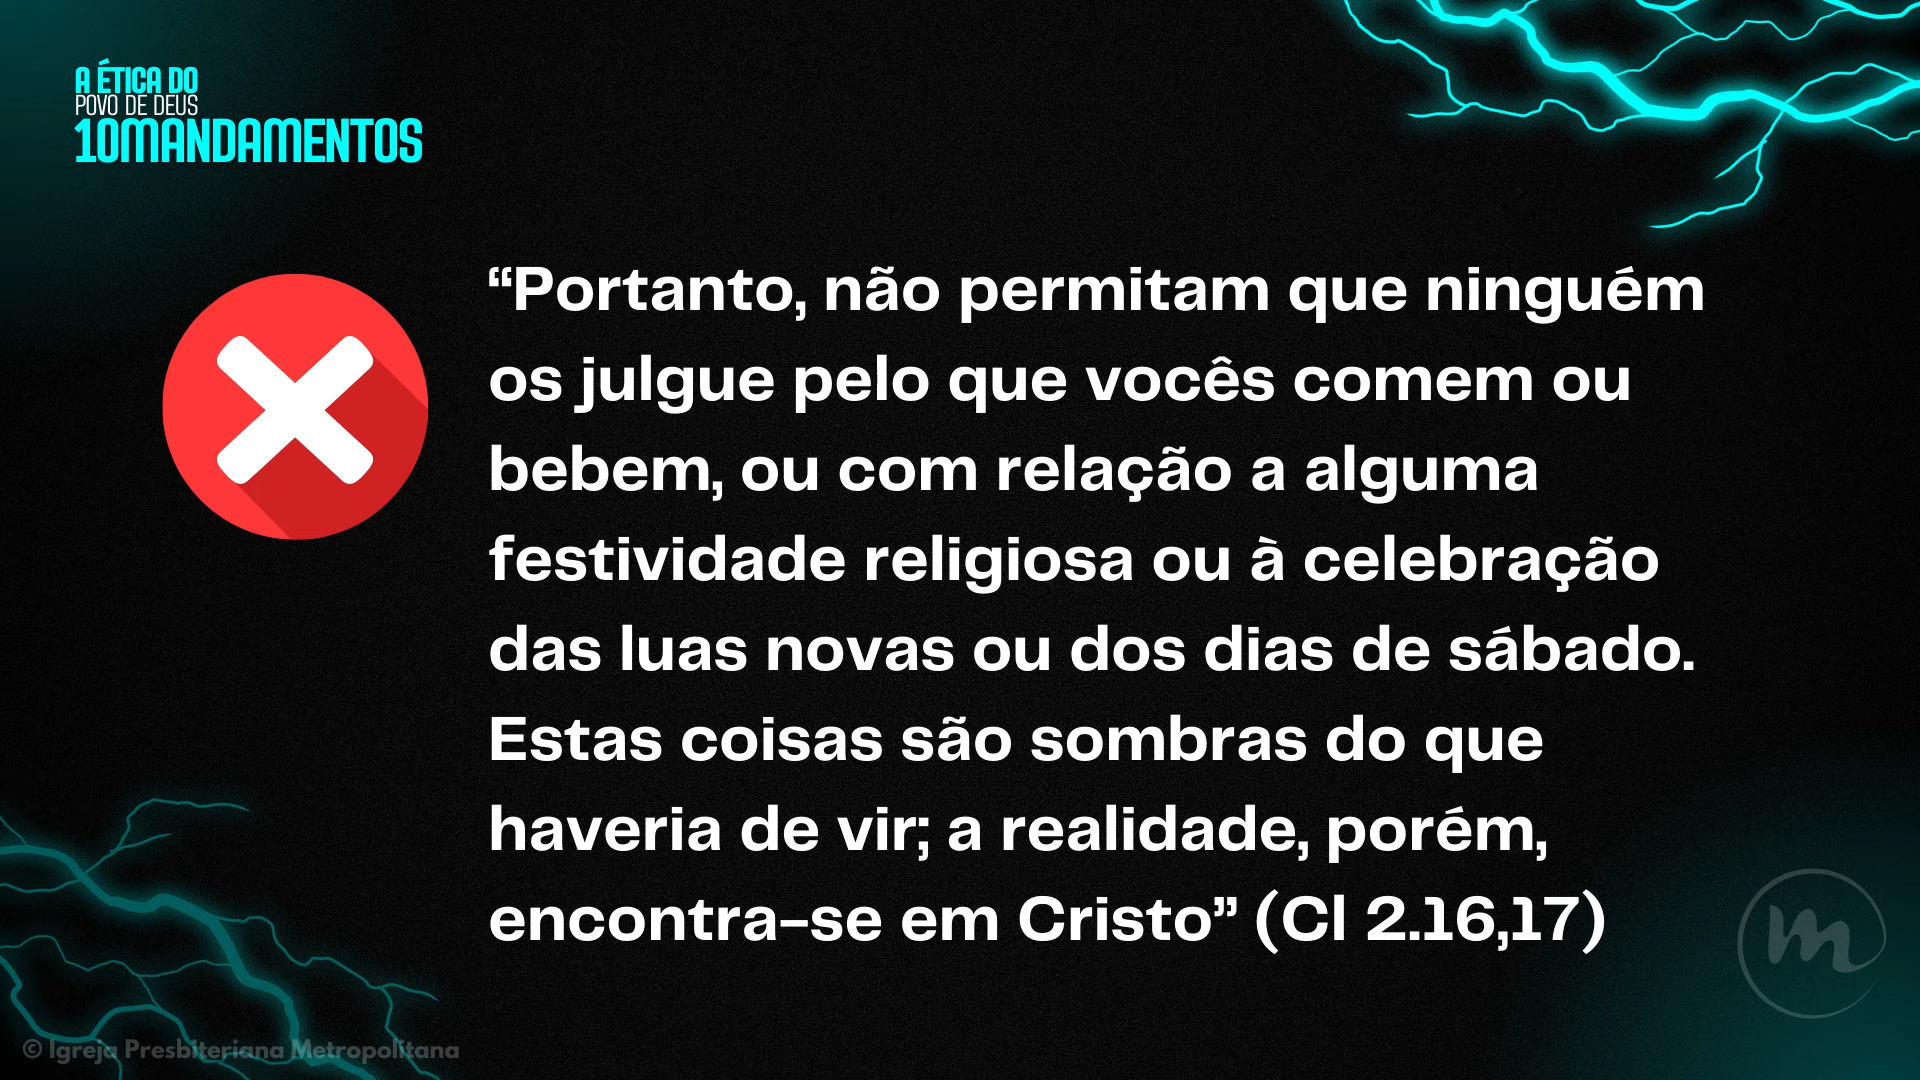 A ÉTICA DO
POVO DE DEUS
10MANDAMENTOS
“Portanto, não permitam que ninguém
os julgue pelo que vocês comem ou
bebem, ou com relação a alguma
festividade religiosa ou à celebração
das luas novas ou dos dias de sábado.
Estas coisas são sombras do que
haveria de vir; a realidade, porém,
encontra-se em Cristo” (Cl 2.16,17)
m
© Igreja Presbiteriana Metropolitana